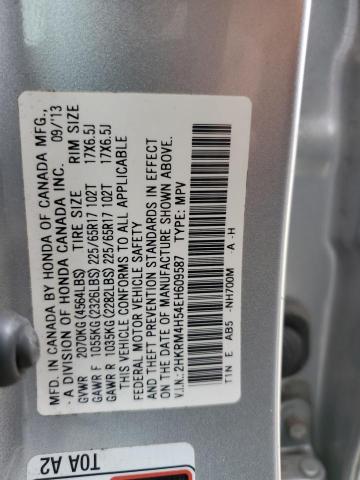 MFD. IN CANADA BY HONDA OF CANADA MFG.,
- A DIVISION OF HONDA CANADA INC. 09/'13
GVWR 2070KG(4564LBS) TIRE SIZE RIM SIZE
GAWR F 1055KG(2326LBS) 225/65R17 102T 17X6.5J
GAWR R 1035KG(2282LBS) 225/65R17 102T 17X6.5J
THIS VEHICLE CONFORMS TO ALL APPLICABLE
FEDERAL MOTOR VEHICLE SAFETY
AND THEFT PREVENTION STANDARDS IN EFFECT
ON THE DATE OF MANUFACTURE SHOWN ABOVE.
V.I.N.: 2HKRM4H54EH609587 TYPE: MPV
T1N E AB5 -NH700M -A -H
T0A A2